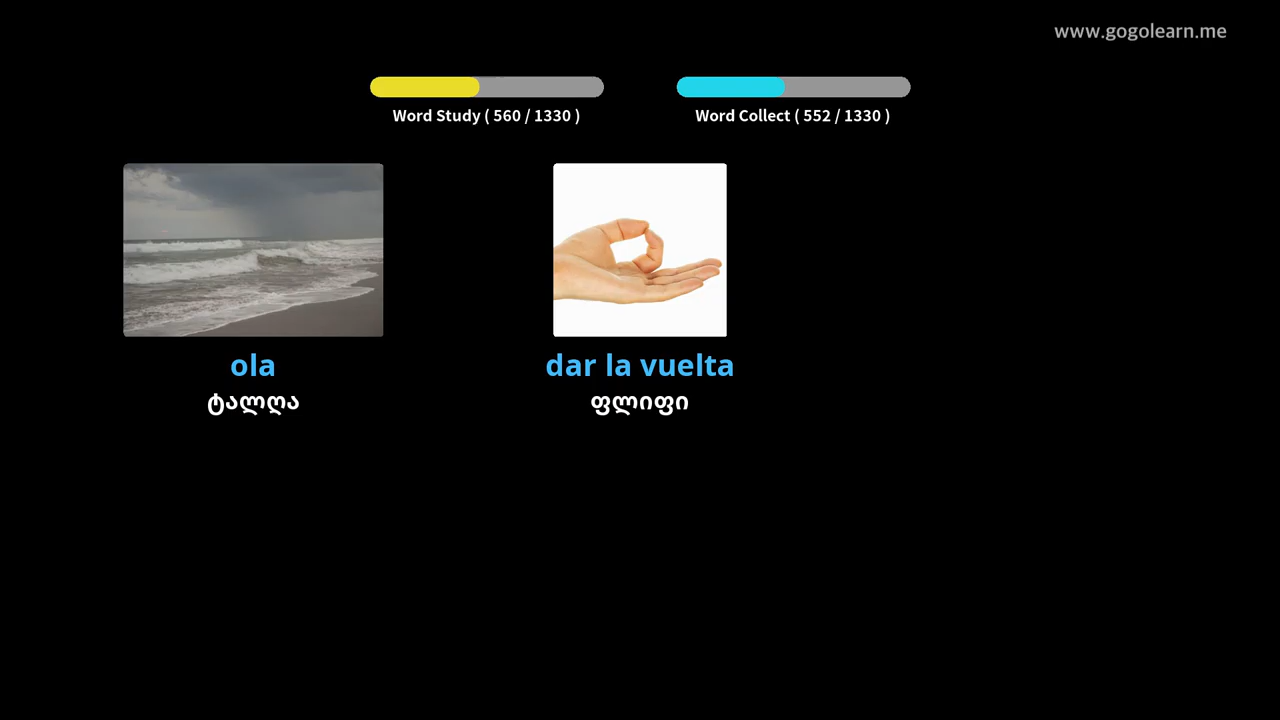 www.gogolearn.me
Word Study ( 560 / 1330 )
Word Collect ( 552 / 1330 )
ola
ტალღა
dar la vuelta
ფლიფი